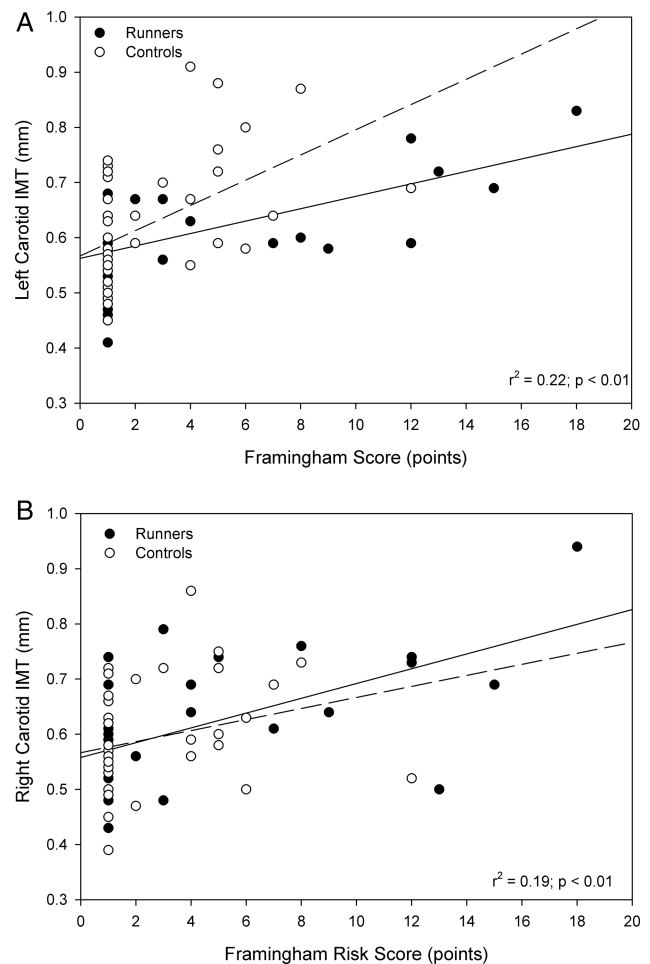 A
1.0
0.9
0.8
0.7
0.6
0.5
0.4
0.3
Left Carotid IMT (mm)
Runners
Controls
r² = 0.22; p < 0.01
0 2 4 6 8 10 12 14 16 18 20
Framingham Score (points)
B
1.0
0.9
0.8
0.7
0.6
0.5
0.4
0.3
Right Carotid IMT (mm)
Runners
Controls
r² = 0.19; p < 0.01
0 2 4 6 8 10 12 14 16 18 20
Framingham Risk Score (points)